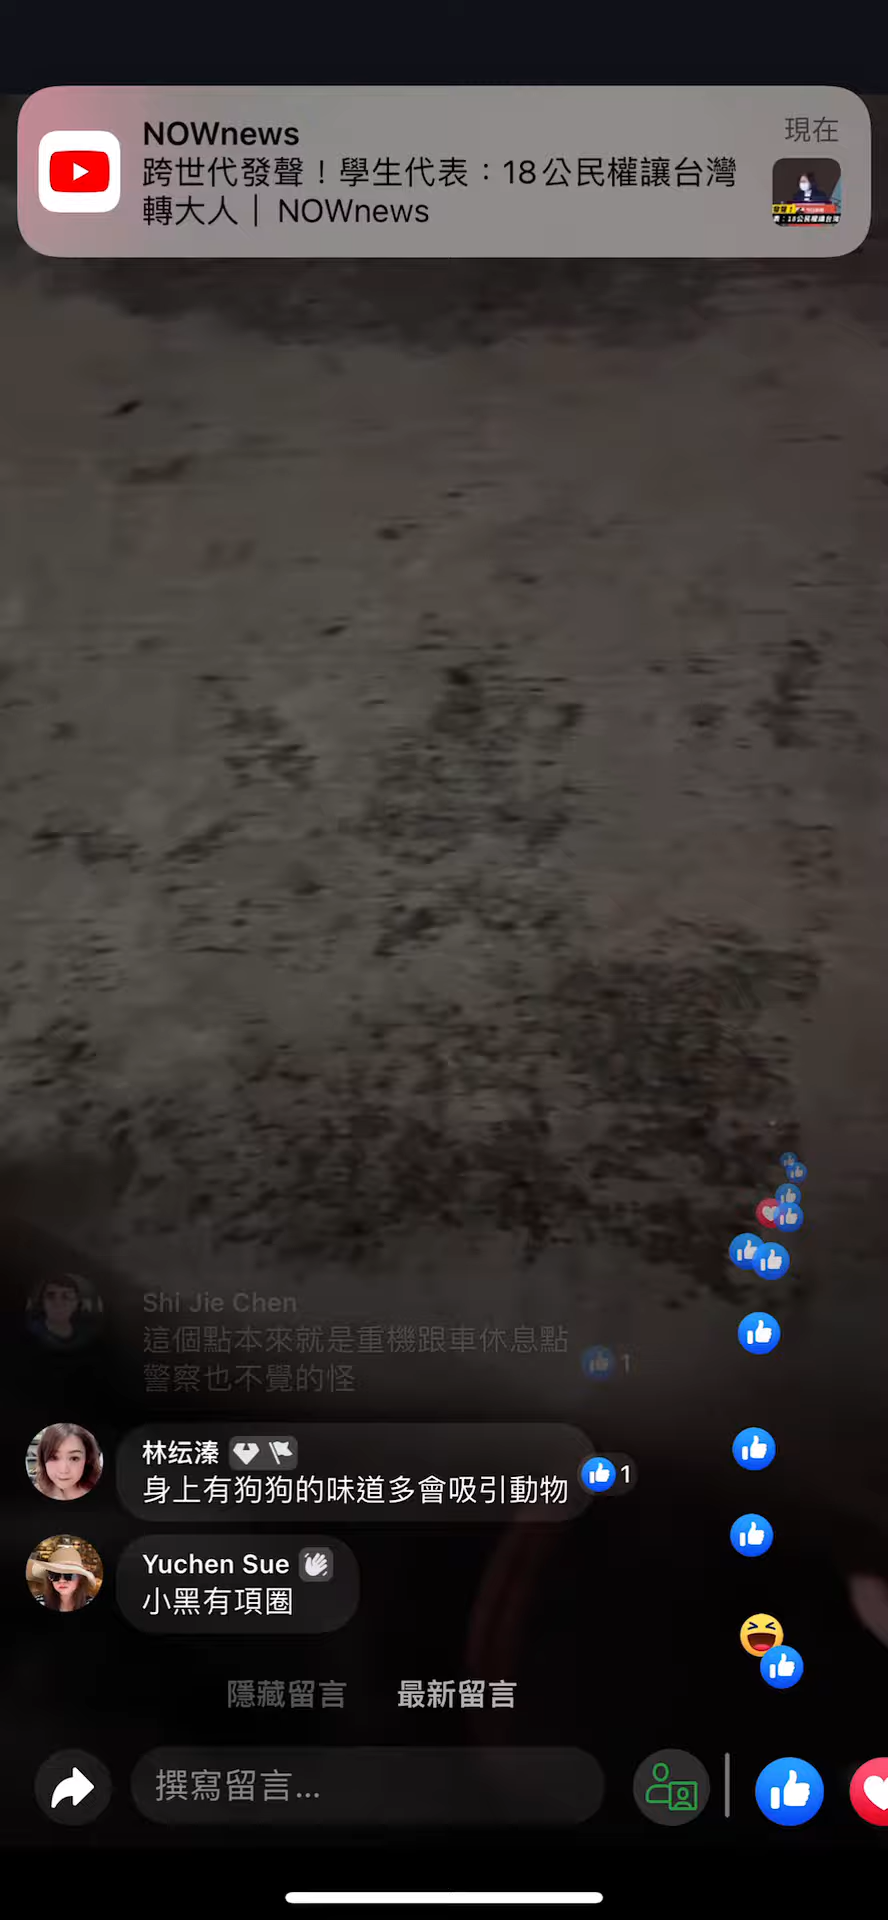 NOWnews
現在
跨世代發聲！學生代表：18公民權讓台灣
轉大人｜ NOWnews
Shi Jie Chen
這個點本來就是重機跟車休息點
警察也不覺的怪
1
林纭溱
身上有狗狗的味道多會吸引動物
1
Yuchen Sue
小黑有項圈
隱藏留言 最新留言
撰寫留言...